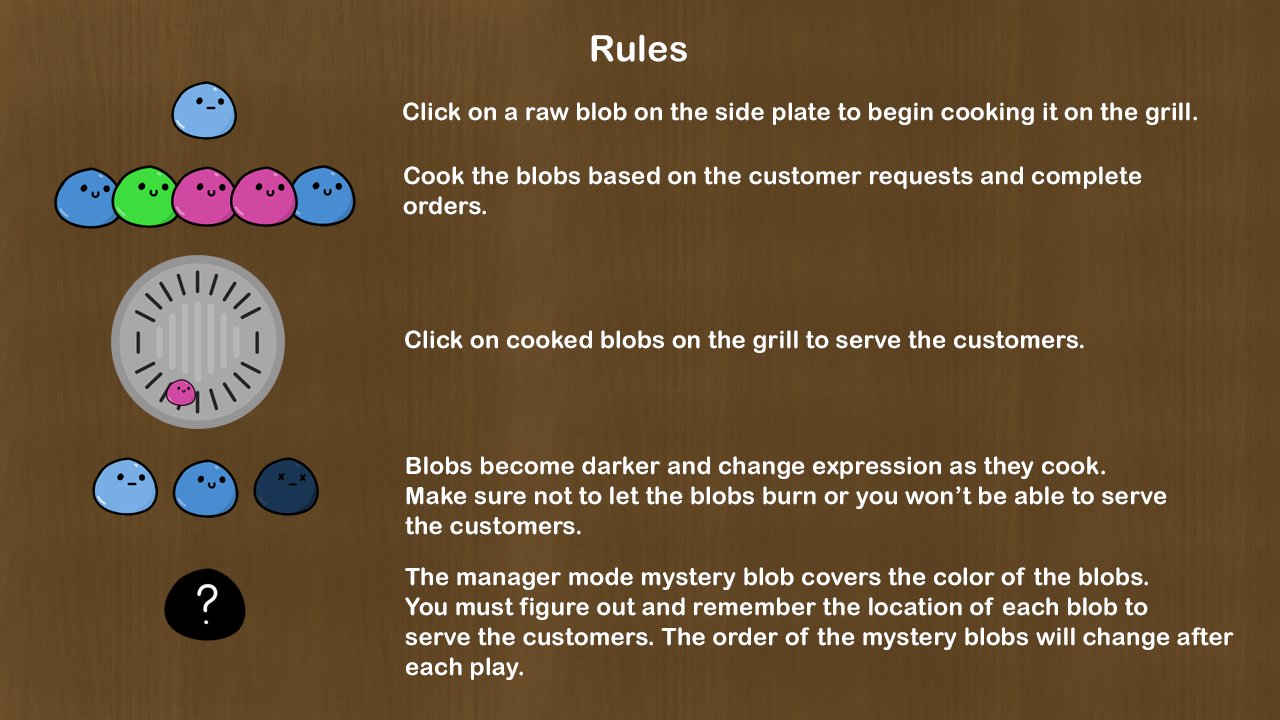 Rules
Click on a raw blob on the side plate to begin cooking it on the grill.
Cook the blobs based on the customer requests and complete
orders.
Click on cooked blobs on the grill to serve the customers.
Blobs become darker and change expression as they cook.
Make sure not to let the blobs burn or you won’t be able to serve
the customers.
?
The manager mode mystery blob covers the color of the blobs.
You must figure out and remember the location of each blob to
serve the customers. The order of the mystery blobs will change after
each play.